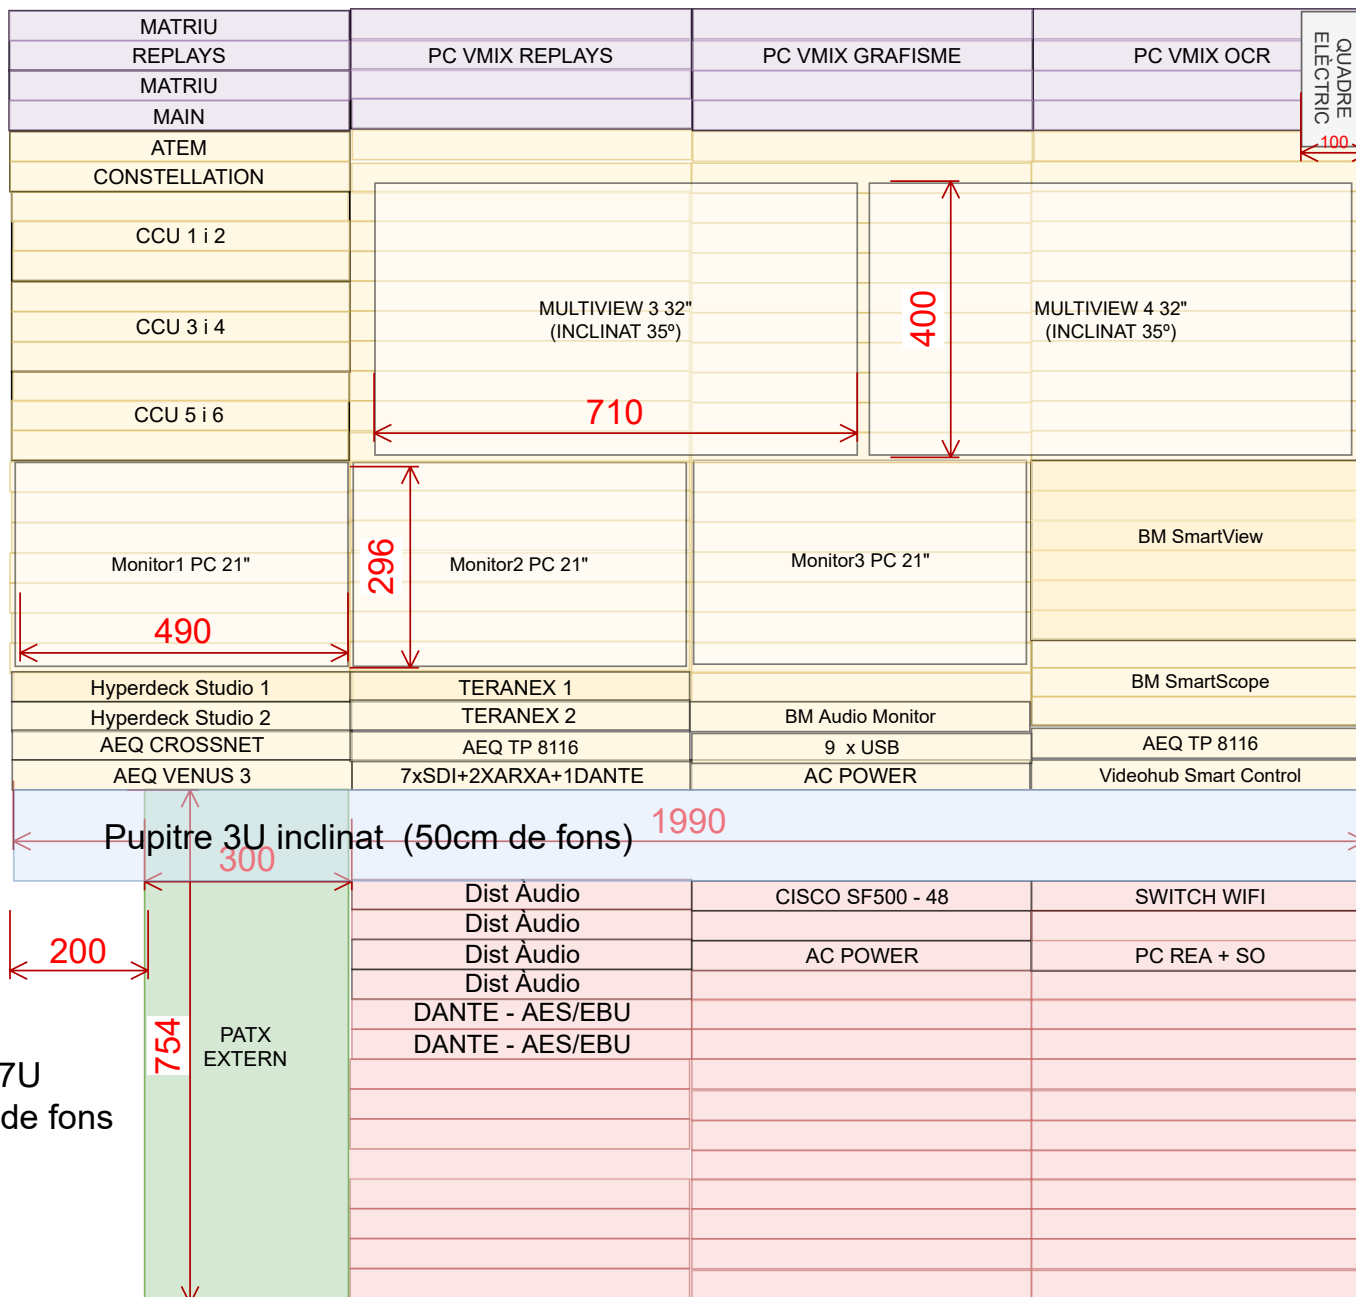 MATRIU
REPLAYS
MATRIU
MAIN
PC VMIX REPLAYS
PC VMIX GRAFISME
PC VMIX OCR
QUADRE
ELÈCTRIC
100
ATEM
CONSTELLATION
CCU 1 i 2
CCU 3 i 4
CCU 5 i 6
MULTIVIEW 3 32"
(INCLINAT 35º)
710
400
MULTIVIEW 4 32"
(INCLINAT 35º)
Monitor1 PC 21"
490
296
Monitor2 PC 21"
Monitor3 PC 21"
BM SmartView
BM SmartScope
Hyperdeck Studio 1
TERANEX 1
Hyperdeck Studio 2
TERANEX 2
BM Audio Monitor
AEQ CROSSNET
AEQ TP 8116
9 x USB
AEQ TP 8116
AEQ VENUS 3
7xSDI+2XARXA+1DANTE
AC POWER
Videohub Smart Control
Pupitre 3U inclinat (50cm de fons)
1990
300
200
754
PATX
EXTERN
7U
de fons
Dist Àudio
CISCO SF500 - 48
SWITCH WIFI
Dist Àudio
Dist Àudio
AC POWER
PC REA + SO
Dist Àudio
DANTE - AES/EBU
DANTE - AES/EBU